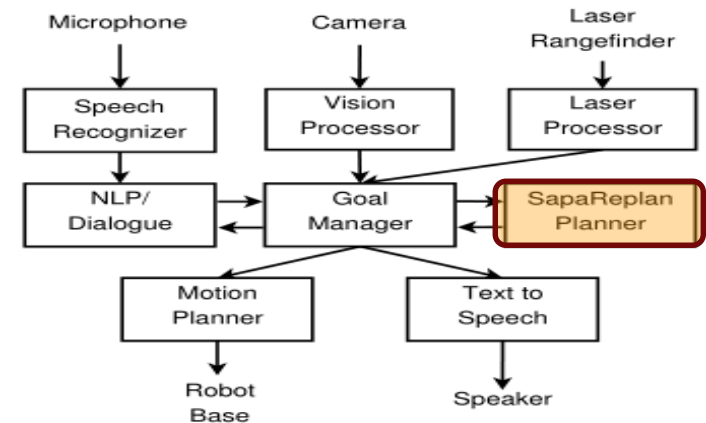 Microphone
Camera
Laser
Rangefinder
Speech
Recognizer
Vision
Processor
Laser
Processor
NLP/
Dialogue
Goal
Manager
SapaReplan
Planner
Motion
Planner
Text to
Speech
Robot
Base
Speaker